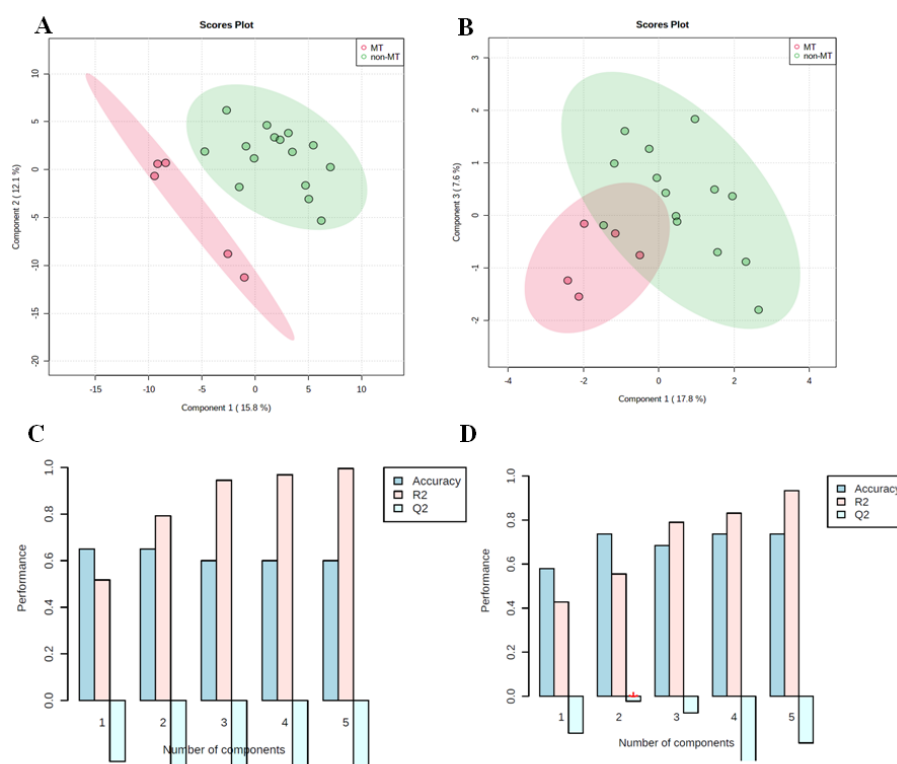 A
Scores Plot
MT
non-MT
10
5
0
-5
-10
-15
-20
Component 2 ( 12.1 %)
-15
-10
-5
0
5
10
Component 1 ( 15.8 %)
B
Scores Plot
MT
non-MT
3
2
1
0
-1
-2
Component 3 ( 7.6 %)
-4
-2
0
2
4
Component 1 ( 17.8 %)
C
1.0
0.8
0.6
0.4
0.2
0.0
Performance
Accuracy
R2
Q2
1
2
3
4
5
Number of components
D
1.0
0.8
0.6
0.4
0.2
0.0
Performance
Accuracy
R2
Q2
1
2
3
4
5
Number of components